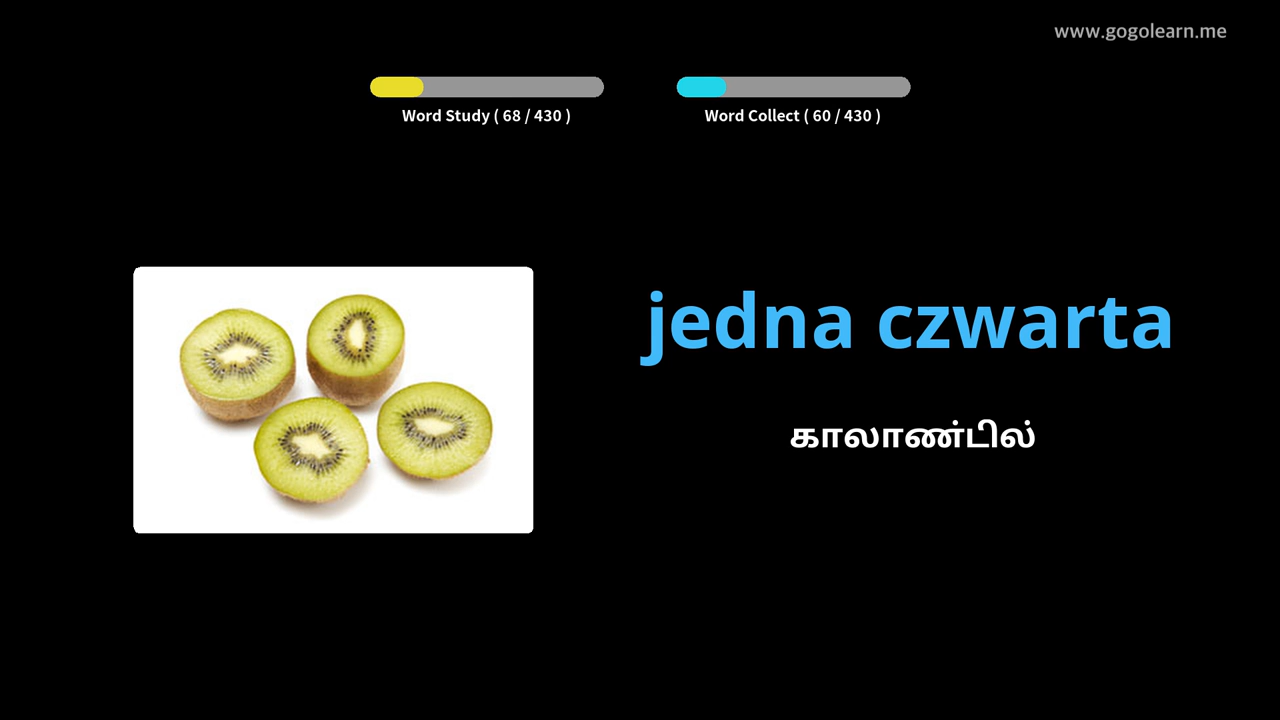 www.gogolearn.me
Word Study ( 68 / 430 )
Word Collect ( 60 / 430 )
jedna czwarta
காலாண்டில்